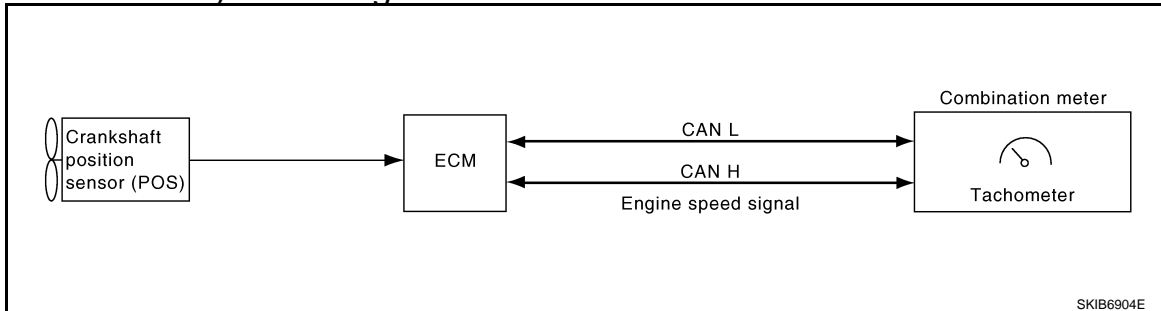 Crankshaft
position
sensor (POS)
ECM
CAN L
CAN H
Engine speed signal
Combination meter
Tachometer
SKIB6904E